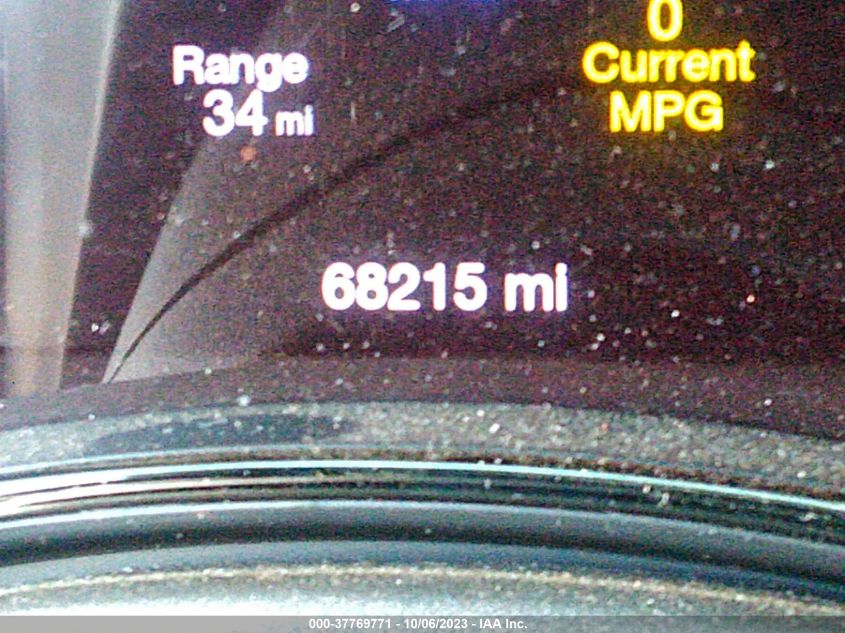 Range
34 mi
0
Current
MPG
68215 mi
000-37769771 - 10/06/2023 - IAA Inc.